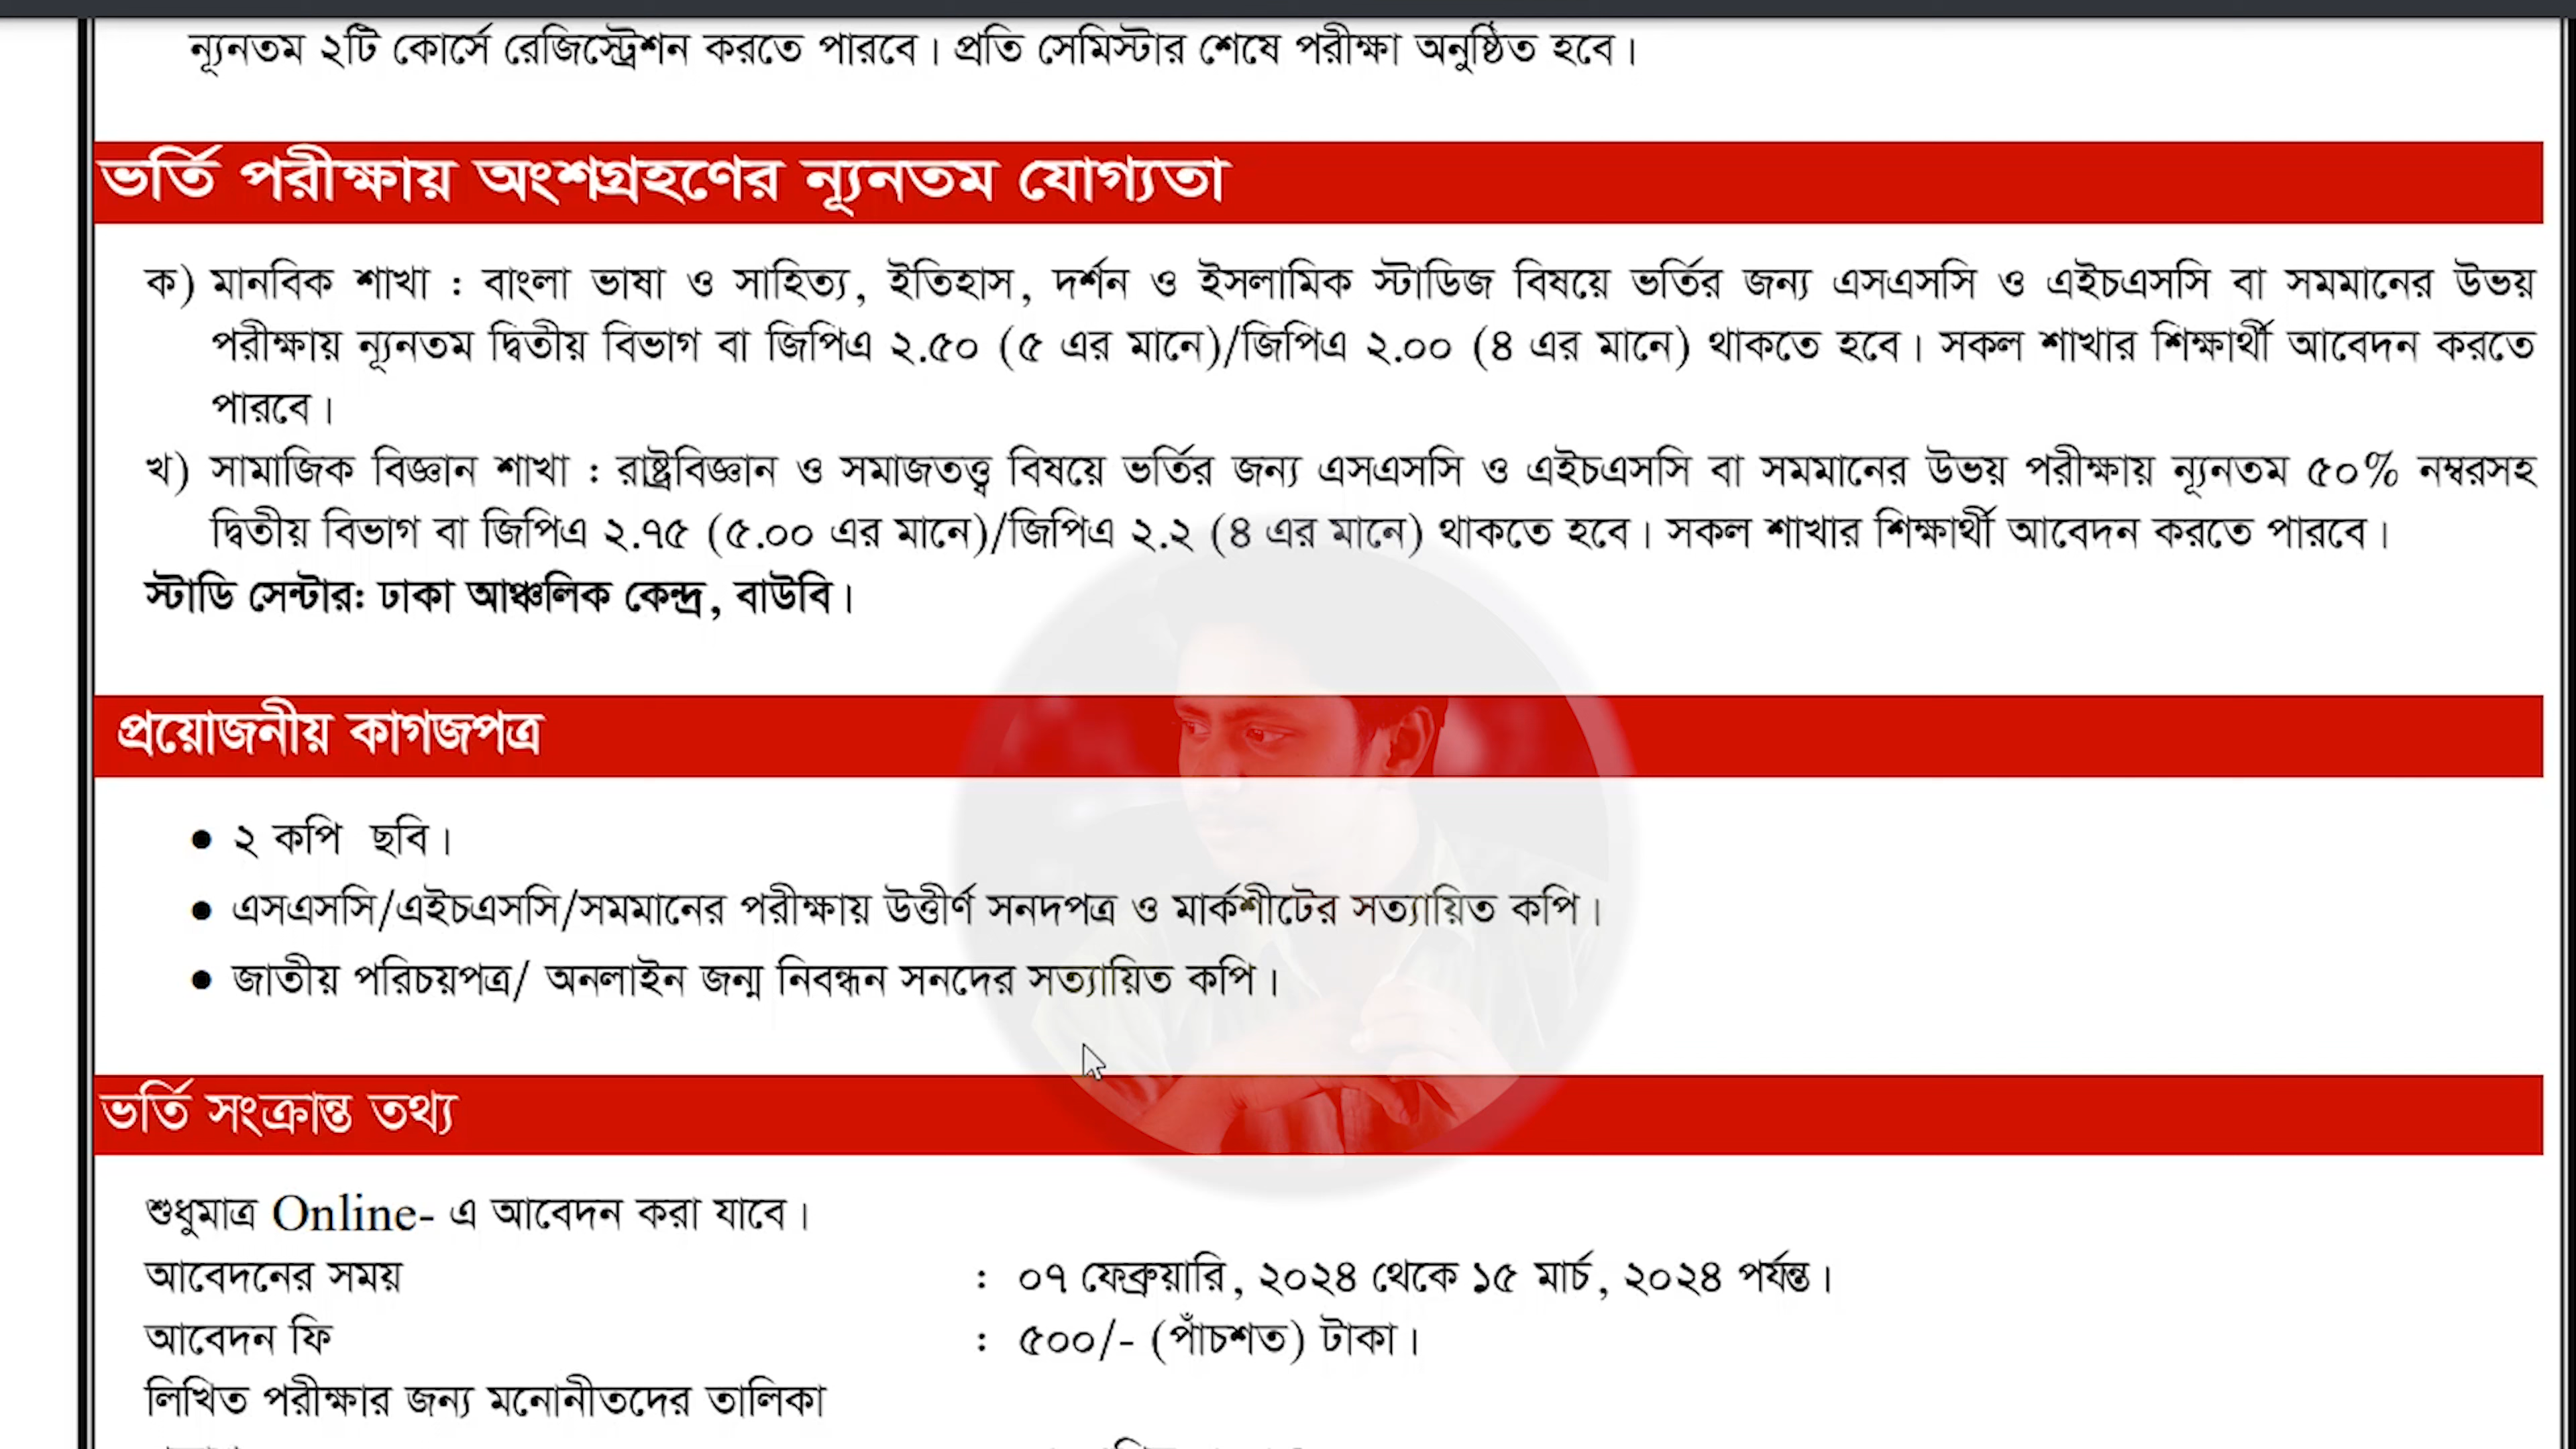 ন্যূনতম ২টি কোর্সে রেজিস্ট্রেশন করতে পারবে। প্রতি সেমিস্টার শেষে পরীক্ষা অনুষ্ঠিত হবে।
ভর্তি পরীক্ষায় অংশগ্রহণের ন্যূনতম যোগ্যতা
ক) মানবিক শাখা : বাংলা ভাষা ও সাহিত্য, ইতিহাস, দর্শন ও ইসলামিক স্টাডিজ বিষয়ে ভর্তির জন্য এসএসসি ও এইচএসসি বা সমমানের উভয়
পরীক্ষায় ন্যূনতম দ্বিতীয় বিভাগ বা জিপিএ ২.৫০ (৫ এর মানে)/জিপিএ ২.০০ (৪ এর মানে) থাকতে হবে। সকল শাখার শিক্ষার্থী আবেদন করতে
পারবে।
খ) সামাজিক বিজ্ঞান শাখা : রাষ্ট্রবিজ্ঞান ও সমাজতত্ত্ব বিষয়ে ভর্তির জন্য এসএসসি ও এইচএসসি বা সমমানের উভয় পরীক্ষায় ন্যূনতম ৫০% নম্বরসহ
দ্বিতীয় বিভাগ বা জিপিএ ২.৭৫ (৫.০০ এর মানে)/জিপিএ ২.২ (৪ এর মানে) থাকতে হবে। সকল শাখার শিক্ষার্থী আবেদন করতে পারবে।
স্টাডি সেন্টার: ঢাকা আঞ্চলিক কেন্দ্র, বাউবি।
প্রয়োজনীয় কাগজপত্র
● ২ কপি ছবি।
● এসএসসি/এইচএসসি/সমমানের পরীক্ষায় উত্তীর্ণ সনদপত্র ও মার্কশীটের সত্যায়িত কপি।
● জাতীয় পরিচয়পত্র/ অনলাইন জন্ম নিবন্ধন সনদের সত্যায়িত কপি।
ভর্তি সংক্রান্ত তথ্য
শুধুমাত্র Online- এ আবেদন করা যাবে।
আবেদনের সময় : ০৭ ফেব্রুয়ারি, ২০২৪ থেকে ১৫ মার্চ, ২০২৪ পর্যন্ত।
আবেদন ফি : ৫০০/- (পাঁচশত) টাকা।
লিখিত পরীক্ষার জন্য মনোনীতদের তালিকা